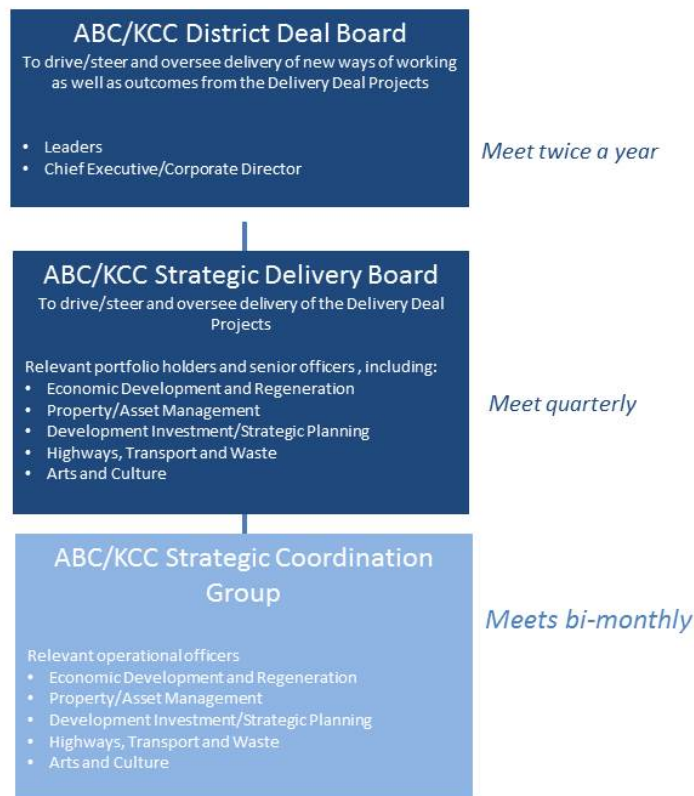 ABC/KCC District Deal Board
To drive/steer and oversee delivery of new ways of working
as well as outcomes from the Delivery Deal Projects
• Leaders
• Chief Executive/Corporate Director
Meet twice a year
ABC/KCC Strategic Delivery Board
To drive/steer and oversee delivery of the Delivery Deal
Projects
Relevant portfolio holders and senior officers , including:
• Economic Development and Regeneration
• Property/Asset Management
• Development Investment/Strategic Planning
• Highways, Transport and Waste
• Arts and Culture
Meet quarterly
ABC/KCC Strategic Coordination
Group
Relevant operational officers
• Economic Development and Regeneration
• Property/Asset Management
• Development Investment/Strategic Planning
• Highways, Transport and Waste
• Arts and Culture
Meets bi-monthly